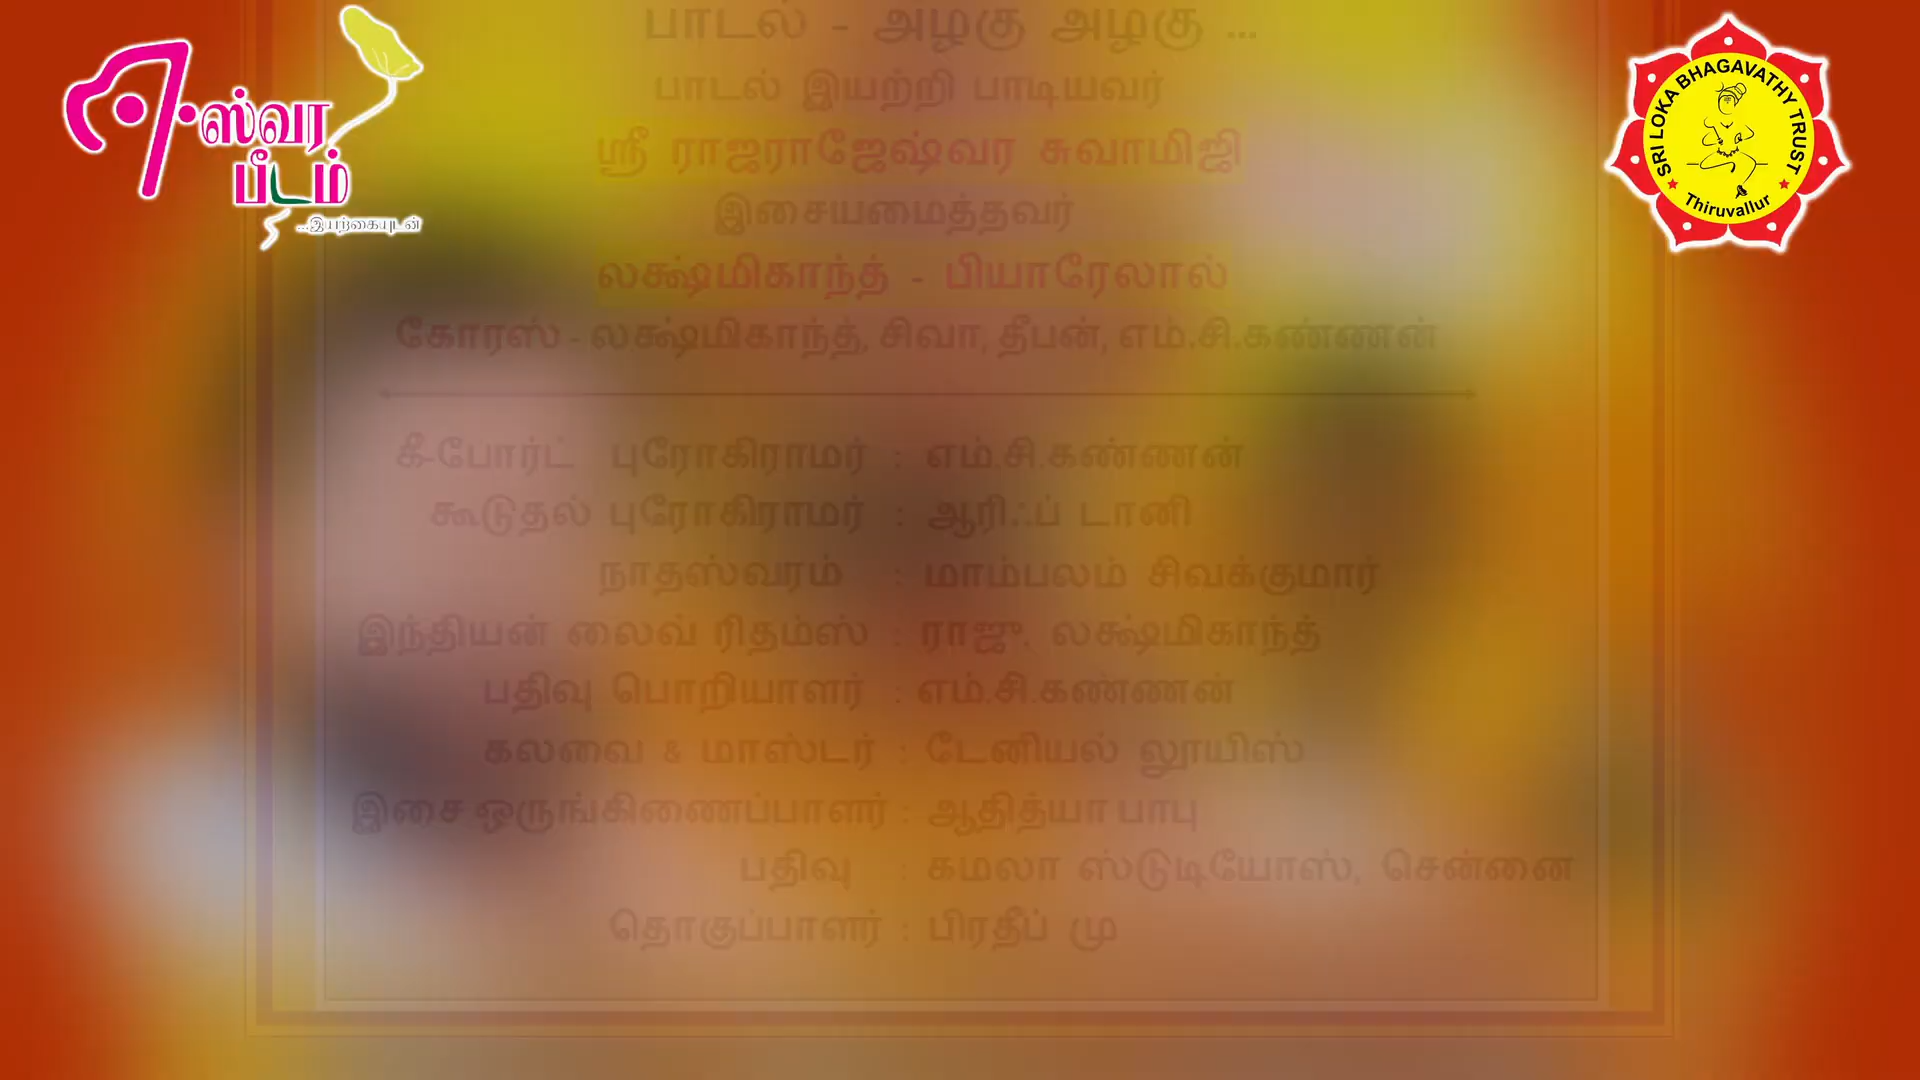 ஈஸ்வர
பீடம்
...இயற்கையுடன்
SRI LOKA BHAGAVATHY TRUST
Thiruvallur
பாடல் - அழகு அழகு ...
பாடல் இயற்றி பாடியவர்
ஸ்ரீ ராஜராஜேஷ்வர சுவாமிஜி
இசையமைத்தவர்
லக்ஷ்மிகாந்த் - பியாரேலால்
கோரஸ் - லக்ஷ்மிகாந்த், சிவா, தீபன், எம்.சி.கண்ணன்
கீ-போர்ட் புரோகிராமர் : எம்.சி.கண்ணன்
கூடுதல் புரோகிராமர் : ஆரிஃப் டானி
நாதஸ்வரம் : மாம்பலம் சிவக்குமார்
இந்தியன் லைவ் ரிதம்ஸ் : ராஜு, லக்ஷ்மிகாந்த்
பதிவு பொறியாளர் : எம்.சி.கண்ணன்
கலவை & மாஸ்டர் : டேனியல் லூயிஸ்
இசை ஒருங்கிணைப்பாளர் : ஆதித்யா பாபு
பதிவு : கமலா ஸ்டுடியோஸ், சென்னை
தொகுப்பாளர் : பிரதீப் மு